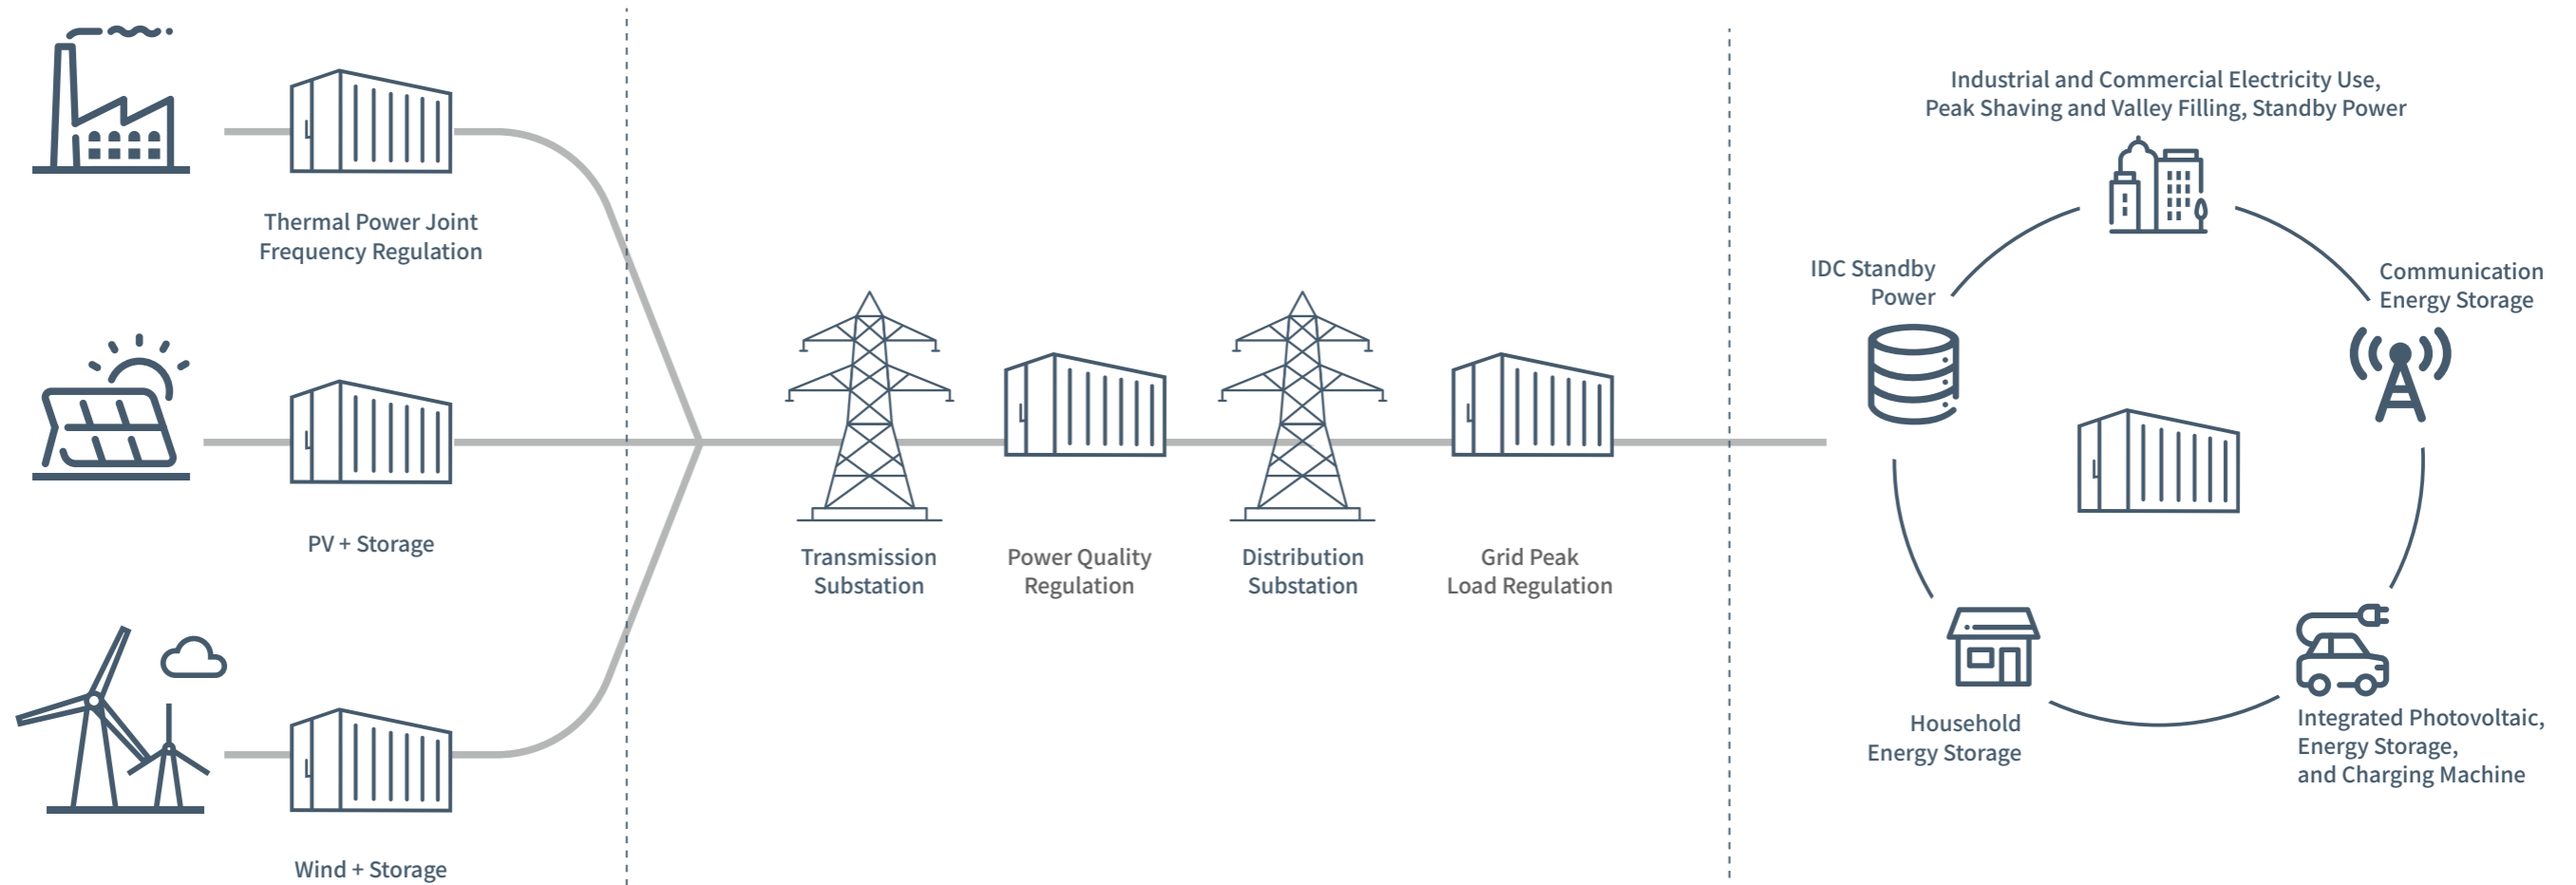 Thermal Power Joint
Frequency Regulation
PV + Storage
Wind + Storage
Transmission
Substation
Power Quality
Regulation
Distribution
Substation
Grid Peak
Load Regulation
Industrial and Commercial Electricity Use,
Peak Shaving and Valley Filling, Standby Power
IDC Standby
Power
Communication
Energy Storage
Household
Energy Storage
Integrated Photovoltaic,
Energy Storage,
and Charging Machine